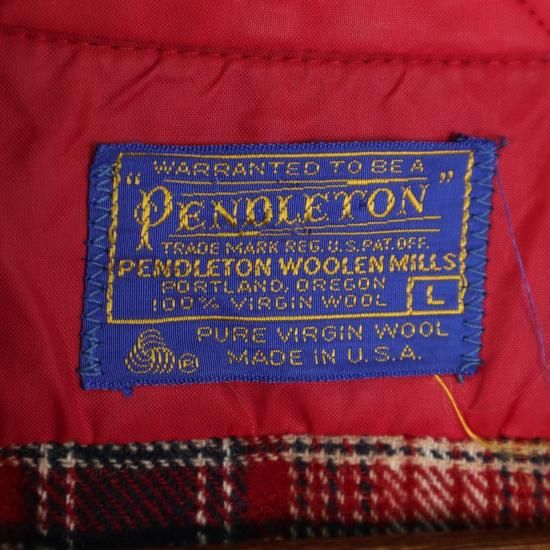 WARRANTED TO BE A
"PENDLETON"
TRADE MARK REG. U.S. PAT. OFF.
PENDLETON WOOLEN MILLS
PORTLAND, OREGON
100% VIRGIN WOOL
L
PURE VIRGIN WOOL
® MADE IN U.S.A.